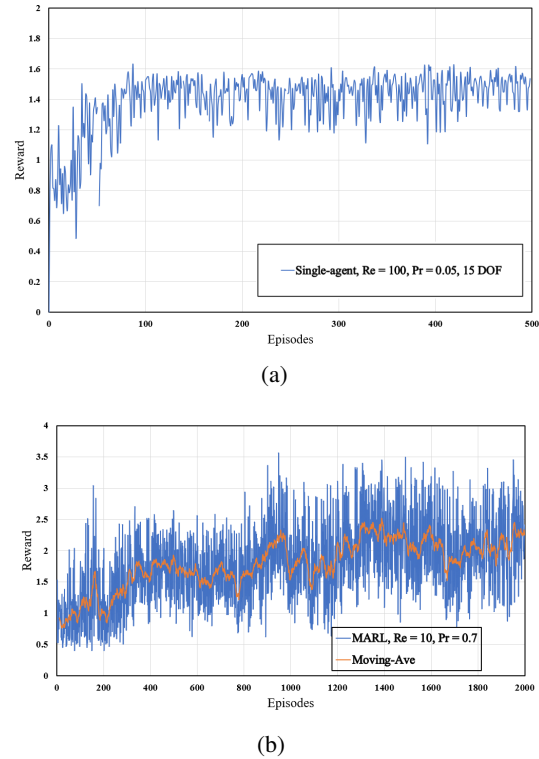 2
1.8
1.6
1.4
1.2
1
0.8
0.6
0.4
0.2
0
Reward
Single-agent, Re = 100, Pr = 0.05, 15 DOF
0 100 200 300 400 500
Episodes
(a)
4
3.5
3
2.5
2
1.5
1
0.5
0
Reward
MARL, Re = 10, Pr = 0.7
Moving-Ave
0 200 400 600 800 1000 1200 1400 1600 1800 2000
Episodes
(b)